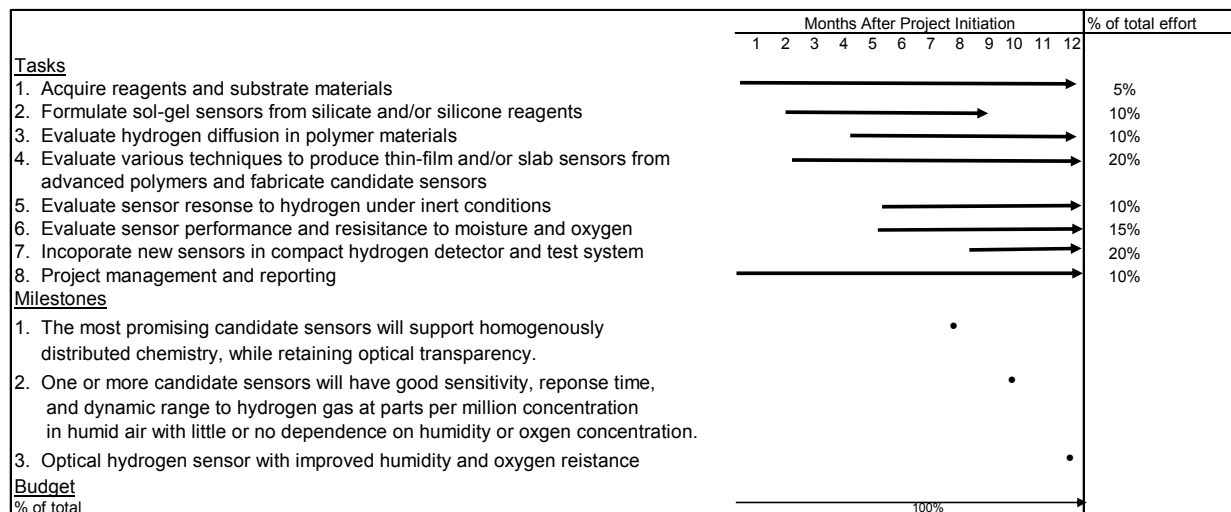 Months After Project Initiation % of total effort
1 2 3 4 5 6 7 8 9 10 11 12
Tasks
1. Acquire reagents and substrate materials 5%
2. Formulate sol-gel sensors from silicate and/or silicone reagents 10%
3. Evaluate hydrogen diffusion in polymer materials 10%
4. Evaluate various techniques to produce thin-film and/or slab sensors from 20%
advanced polymers and fabricate candidate sensors
5. Evaluate sensor resonse to hydrogen under inert conditions 10%
6. Evaluate sensor performance and resisitance to moisture and oxygen 15%
7. Incoporate new sensors in compact hydrogen detector and test system 20%
8. Project management and reporting 10%
Milestones
1. The most promising candidate sensors will support homogenously
distributed chemistry, while retaining optical transparency.
2. One or more candidate sensors will have good sensitivity, reponse time,
and dynamic range to hydrogen gas at parts per million concentration
in humid air with little or no dependence on humidity or oxgen concentration.
3. Optical hydrogen sensor with improved humidity and oxygen reistance
Budget
% of total 100%